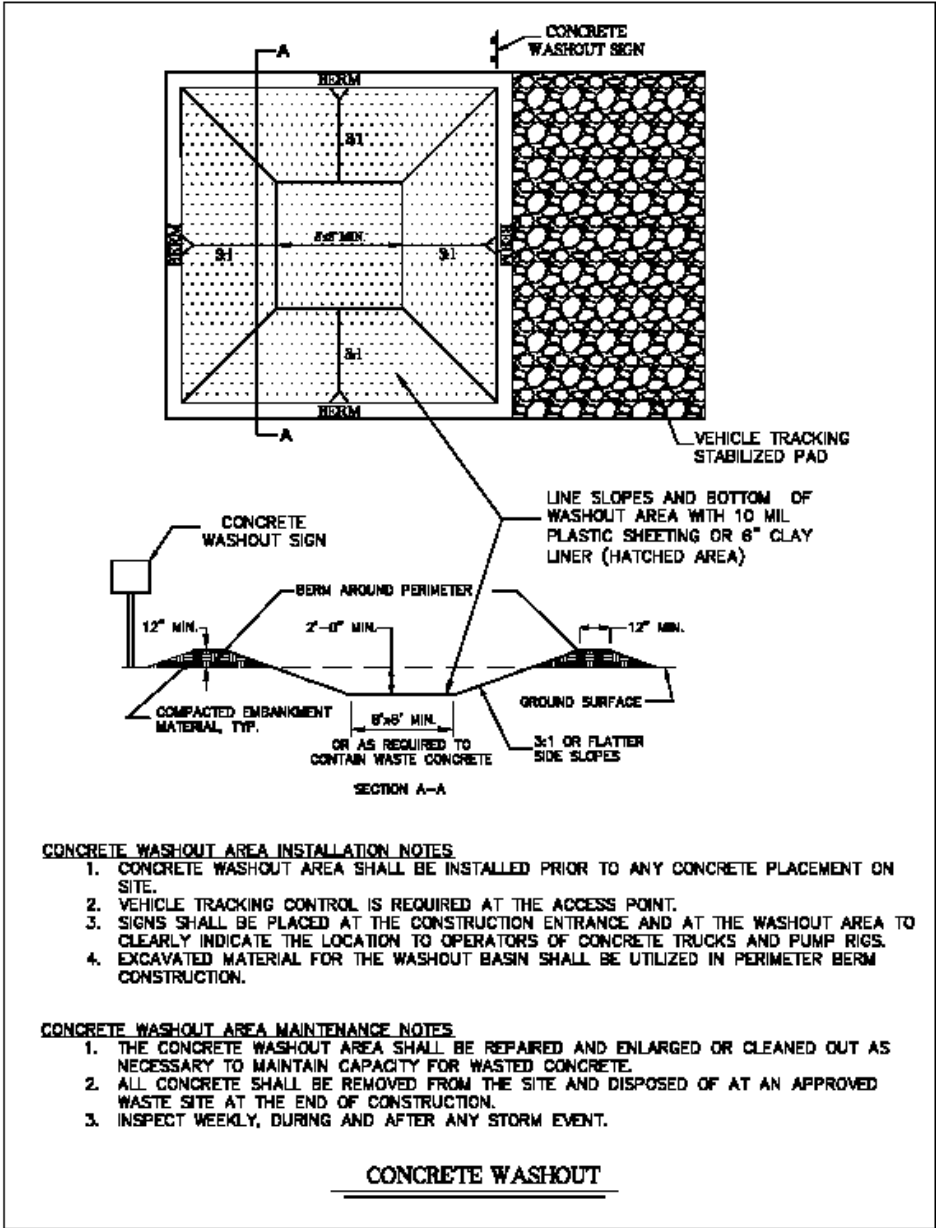 CONCRETE
WASHOUT SIGN
A
BERM
3:1
BERM
3:1
8'x8' MIN.
3:1
BERM
3:1
BERM
A
VEHICLE TRACKING
STABILIZED PAD
LINE SLOPES AND BOTTOM OF
WASHOUT AREA WITH 10 MIL
PLASTIC SHEETING OR 6" CLAY
LINER (HATCHED AREA)
CONCRETE
WASHOUT SIGN
BERM AROUND PERIMETER
12" MIN.
2'-0" MIN.
12" MIN.
COMPACTED EMBANKMENT
MATERIAL, TYP.
8'x8' MIN.
OR AS REQUIRED TO
CONTAIN WASTE CONCRETE
GROUND SURFACE
3:1 OR FLATTER
SIDE SLOPES
SECTION A-A
CONCRETE WASHOUT AREA INSTALLATION NOTES
1. CONCRETE WASHOUT AREA SHALL BE INSTALLED PRIOR TO ANY CONCRETE PLACEMENT ON
SITE.
2. VEHICLE TRACKING CONTROL IS REQUIRED AT THE ACCESS POINT.
3. SIGNS SHALL BE PLACED AT THE CONSTRUCTION ENTRANCE AND AT THE WASHOUT AREA TO
CLEARLY INDICATE THE LOCATION TO OPERATORS OF CONCRETE TRUCKS AND PUMP RIGS.
4. EXCAVATED MATERIAL FOR THE WASHOUT BASIN SHALL BE UTILIZED IN PERIMETER BERM
CONSTRUCTION.
CONCRETE WASHOUT AREA MAINTENANCE NOTES
1. THE CONCRETE WASHOUT AREA SHALL BE REPAIRED AND ENLARGED OR CLEANED OUT AS
NECESSARY TO MAINTAIN CAPACITY FOR WASTED CONCRETE.
2. ALL CONCRETE SHALL BE REMOVED FROM THE SITE AND DISPOSED OF AT AN APPROVED
WASTE SITE AT THE END OF CONSTRUCTION.
3. INSPECT WEEKLY, DURING AND AFTER ANY STORM EVENT.
CONCRETE WASHOUT